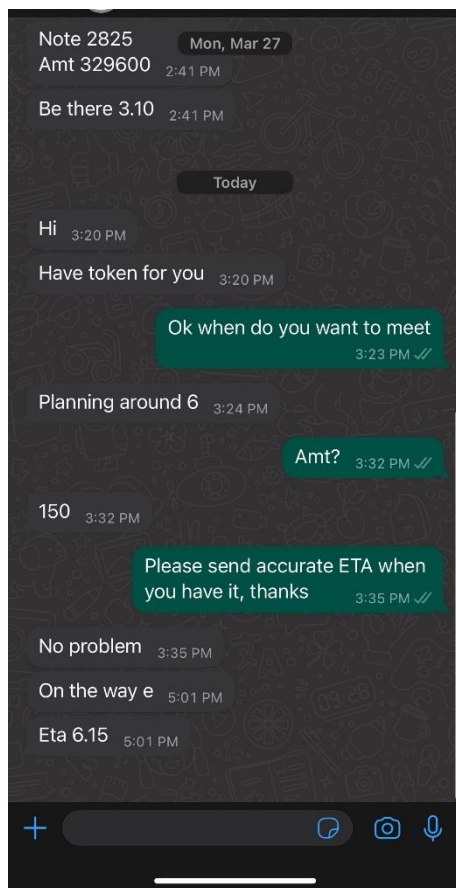 Note 2825
Mon, Mar 27
Amt 329600 2:41 PM
Be there 3.10 2:41 PM
Today
Hi 3:20 PM
Have token for you 3:20 PM
Ok when do you want to meet
3:23 PM
Planning around 6 3:24 PM
Amt? 3:32 PM
150 3:32 PM
Please send accurate ETA when
you have it, thanks 3:35 PM
No problem 3:35 PM
On the way e 5:01 PM
Eta 6.15 5:01 PM